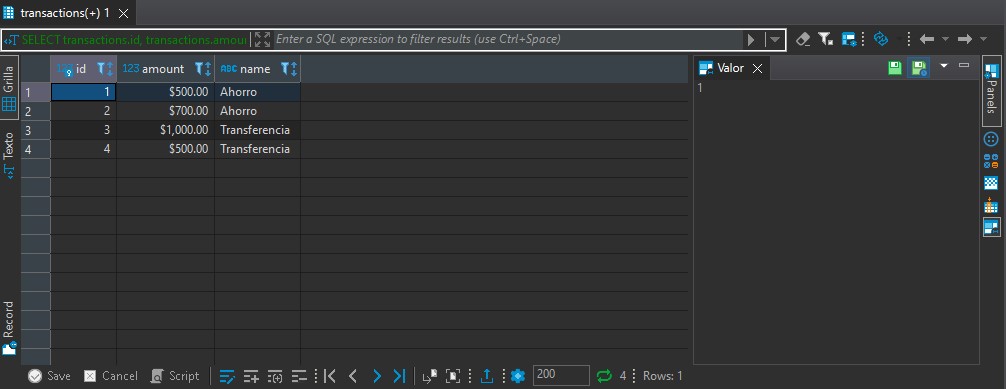 transactions(+) 1
SELECT transactions.id, transactions.amou
Enter a SQL expression to filter results (use Ctrl+Space)
Grilla
Texto
Record
id
123 amount
ABC name
1 1 $500.00 Ahorro
2 2 $700.00 Ahorro
3 3 $1,000.00 Transferencia
4 4 $500.00 Transferencia
Valor
1
Panels
Save
Cancel
Script
200
4
Rows: 1